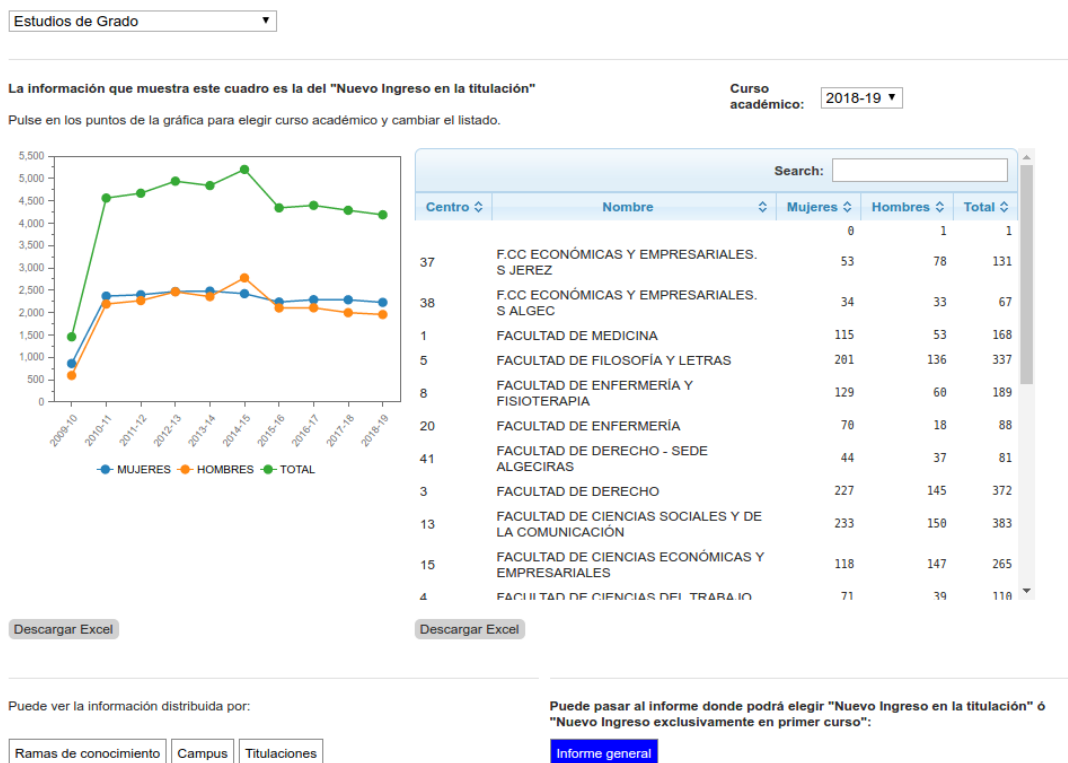 Estudios de Grado
La información que muestra este cuadro es la del "Nuevo Ingreso en la titulación"
Pulse en los puntos de la gráfica para elegir curso académico y cambiar el listado.
Curso
académico:
2018-19
5,500
5,000
4,500
4,000
3,500
3,000
2,500
2,000
1,500
1,000
500
0
2009-10
2010-11
2011-12
2012-13
2013-14
2014-15
2015-16
2016-17
2017-18
2018-19
MUJERES HOMBRES TOTAL
Search:
Centro Nombre Mujeres Hombres Total
0 1 1
37 F.CC ECONÓMICAS Y EMPRESARIALES. 53 78 131
S JEREZ
38 F.CC ECONÓMICAS Y EMPRESARIALES. 34 33 67
S ALGEC
1 FACULTAD DE MEDICINA 115 53 168
5 FACULTAD DE FILOSOFÍA Y LETRAS 201 136 337
8 FACULTAD DE ENFERMERÍA Y 129 60 189
FISIOTERAPIA
20 FACULTAD DE ENFERMERÍA 70 18 88
41 FACULTAD DE DERECHO - SEDE 44 37 81
ALGECIRAS
3 FACULTAD DE DERECHO 227 145 372
13 FACULTAD DE CIENCIAS SOCIALES Y DE 233 150 383
LA COMUNICACIÓN
15 FACULTAD DE CIENCIAS ECONÓMICAS Y 118 147 265
EMPRESARIALES
4 FACULTAD DE CIENCIAS DEL TRABAJO 71 39 110
Descargar Excel
Descargar Excel
Puede ver la información distribuida por:
Ramas de conocimiento Campus Titulaciones
Puede pasar al informe donde podrá elegir "Nuevo Ingreso en la titulación" ó
"Nuevo Ingreso exclusivamente en primer curso":
Informe general